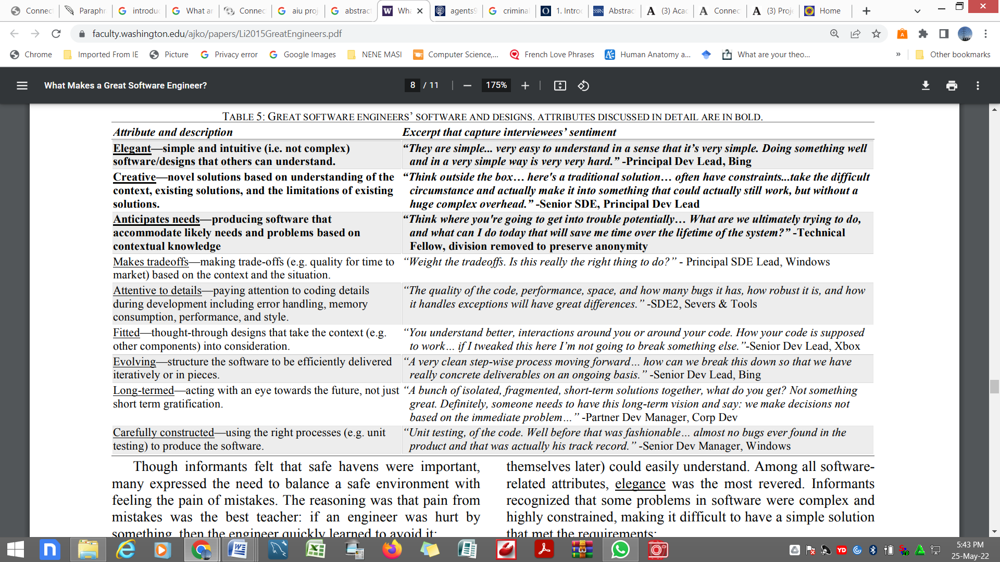 Connect
Paraphr
introduc
What ar
Connec
aiu proj
abstract
Wha
agents9
criminal
1. Introd
Abstrac
(3) Acad
Connec
(3) Proje
Home
faculty.washington.edu/ajko/papers/Li2015GreatEngineers.pdf
Chrome
Imported From IE
Picture
Privacy error
Google Images
NENE MASI
Computer Science,...
French Love Phrases
Human Anatomy a...
What are your theo...
»
Other bookmarks
What Makes a Great Software Engineer?
8 / 11
175%
TABLE 5: GREAT SOFTWARE ENGINEERS’ SOFTWARE AND DESIGNS. ATTRIBUTES DISCUSSED IN DETAIL ARE IN BOLD.
Attribute and description
Excerpt that capture interviewees’ sentiment
Elegant—simple and intuitive (i.e. not complex)
software/designs that others can understand.
“They are simple... very easy to understand in a sense that it’s very simple. Doing something well
and in a very simple way is very very hard.” -Principal Dev Lead, Bing
Creative—novel solutions based on understanding of the
context, existing solutions, and the limitations of existing
solutions.
“Think outside the box… here's a traditional solution… often have constraints...take the difficult
circumstance and actually make it into something that could actually still work, but without a
huge complex overhead.” -Senior SDE, Principal Dev Lead
Anticipates needs—producing software that
accommodate likely needs and problems based on
contextual knowledge
“Think where you're going to get into trouble potentially… What are we ultimately trying to do,
and what can I do today that will save me time over the lifetime of the system?” -Technical
Fellow, division removed to preserve anonymity
Makes tradeoffs—making trade-offs (e.g. quality for time to
market) based on the context and the situation.
“Weight the tradeoffs. Is this really the right thing to do?” - Principal SDE Lead, Windows
Attentive to details—paying attention to coding details
during development including error handling, memory
consumption, performance, and style.
“The quality of the code, performance, space, and how many bugs it has, how robust it is, and how
it handles exceptions will have great differences.” -SDE2, Severs & Tools
Fitted—thought-through designs that take the context (e.g.
other components) into consideration.
“You understand better, interactions around you or around your code. How your code is supposed
to work… if I tweaked this here I’m not going to break something else.”-Senior Dev Lead, Xbox
Evolving—structure the software to be efficiently delivered
iteratively or in pieces.
“A very clean step-wise process moving forward… how can we break this down so that we have
really concrete deliverables on an ongoing basis.” -Senior Dev Lead, Bing
Long-termed—acting with an eye towards the future, not just
short term gratification.
“A bunch of isolated, fragmented, short-term solutions together, what do you get? Not something
great. Definitely, someone needs to have this long-term vision and say: we make decisions not
based on the immediate problem…” -Partner Dev Manager, Corp Dev
Carefully constructed—using the right processes (e.g. unit
testing) to produce the software.
“Unit testing, of the code. Well before that was fashionable… almost no bugs ever found in the
product and that was actually his track record.” -Senior Dev Manager, Windows
Though informants felt that safe havens were important,
many expressed the need to balance a safe environment with
feeling the pain of mistakes. The reasoning was that pain from
mistakes was the best teacher: if an engineer was hurt by
something, then the engineer quickly learned to avoid it:
themselves later) could easily understand. Among all software-
related attributes, elegance was the most revered. Informants
recognized that some problems in software were complex and
highly constrained, making it difficult to have a simple solution
that met the requirements:
5:43 PM
25-May-22